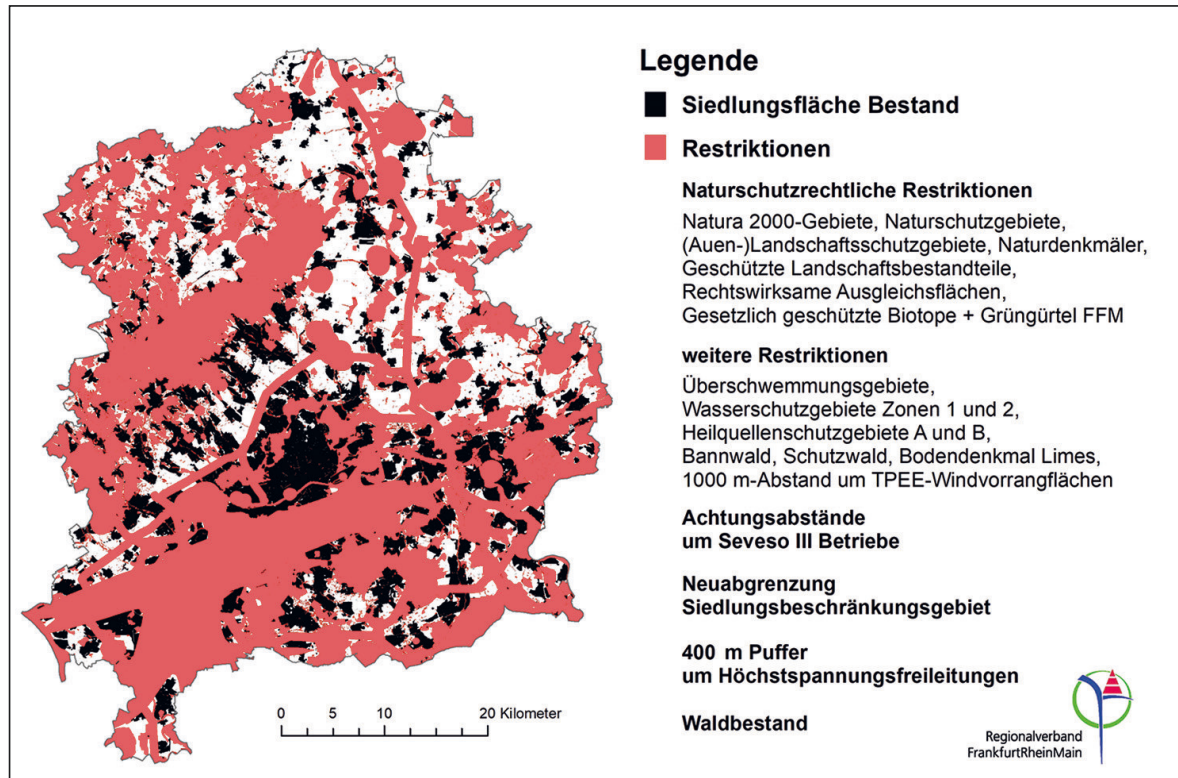 Legende
Siedlungsfläche Bestand
Restriktionen
Naturschutzrechtliche Restriktionen
Natura 2000-Gebiete, Naturschutzgebiete,
(Auen-)Landschaftsschutzgebiete, Naturdenkmäler,
Geschützte Landschaftsbestandteile,
Rechtswirksame Ausgleichsflächen,
Gesetzlich geschützte Biotope + Grüngürtel FFM
weitere Restriktionen
Überschwemmungsgebiete,
Wasserschutzgebiete Zonen 1 und 2,
Heilquellenschutzgebiete A und B,
Bannwald, Schutzwald, Bodendenkmal Limes,
1000 m-Abstand um TPEE-Windvorrangflächen
Achtungsabstände
um Seveso III Betriebe
Neuabgrenzung
Siedlungsbeschränkungsgebiet
400 m Puffer
um Höchstspannungsfreileitungen
Waldbestand
0 5 10 20 Kilometer
Regionalverband
FrankfurtRheinMain